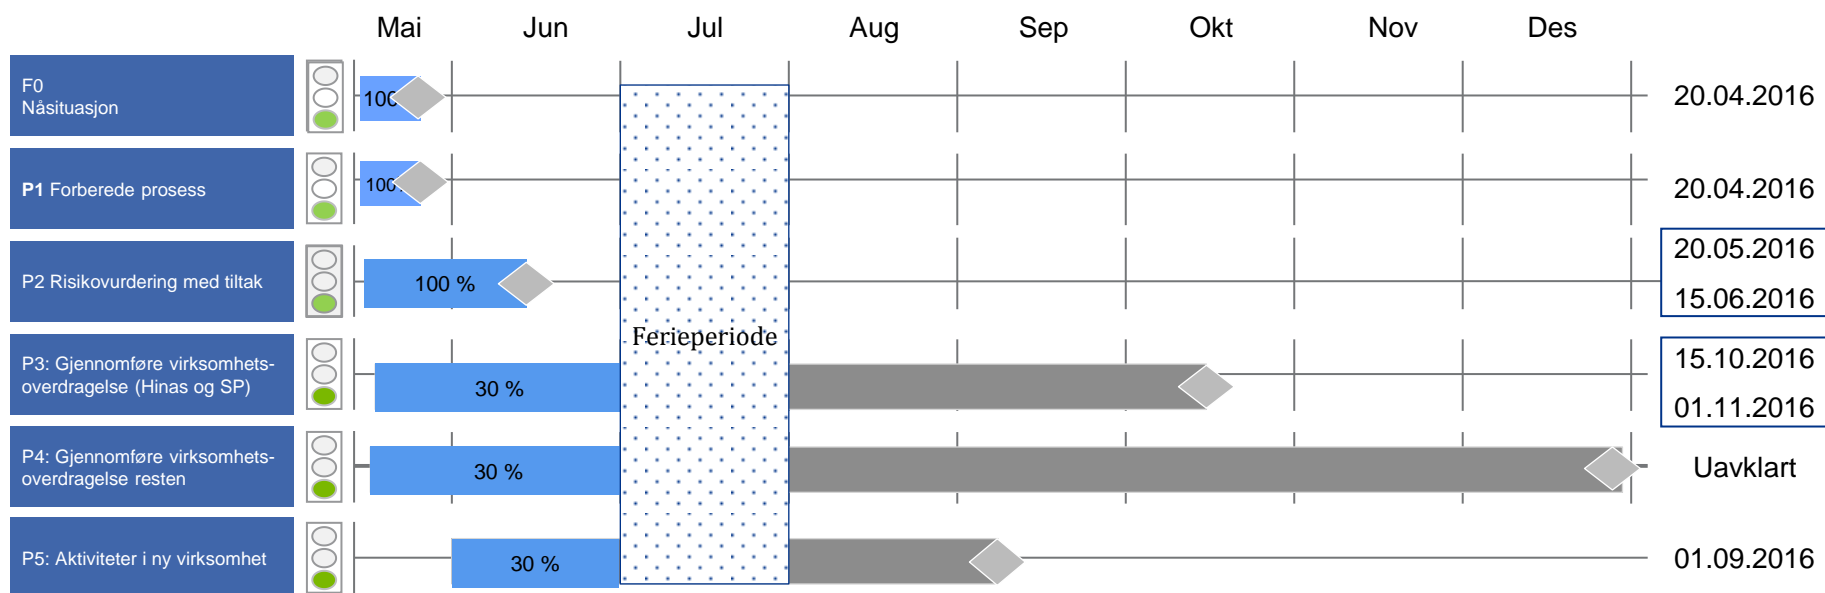 Mai Jun Jul Aug Sep Okt Nov Des
F0
Nåsituasjon
100
20.04.2016
P1 Forberede prosess
100
20.04.2016
P2 Risikovurdering med tiltak
100 %
20.05.2016
15.06.2016
Ferieperiode
P3: Gjennomføre virksomhets-
overdragelse (Hinas og SP)
30 %
15.10.2016
01.11.2016
P4: Gjennomføre virksomhets-
overdragelse resten
30 %
Uavklart
P5: Aktiviteter i ny virksomhet
30 %
01.09.2016